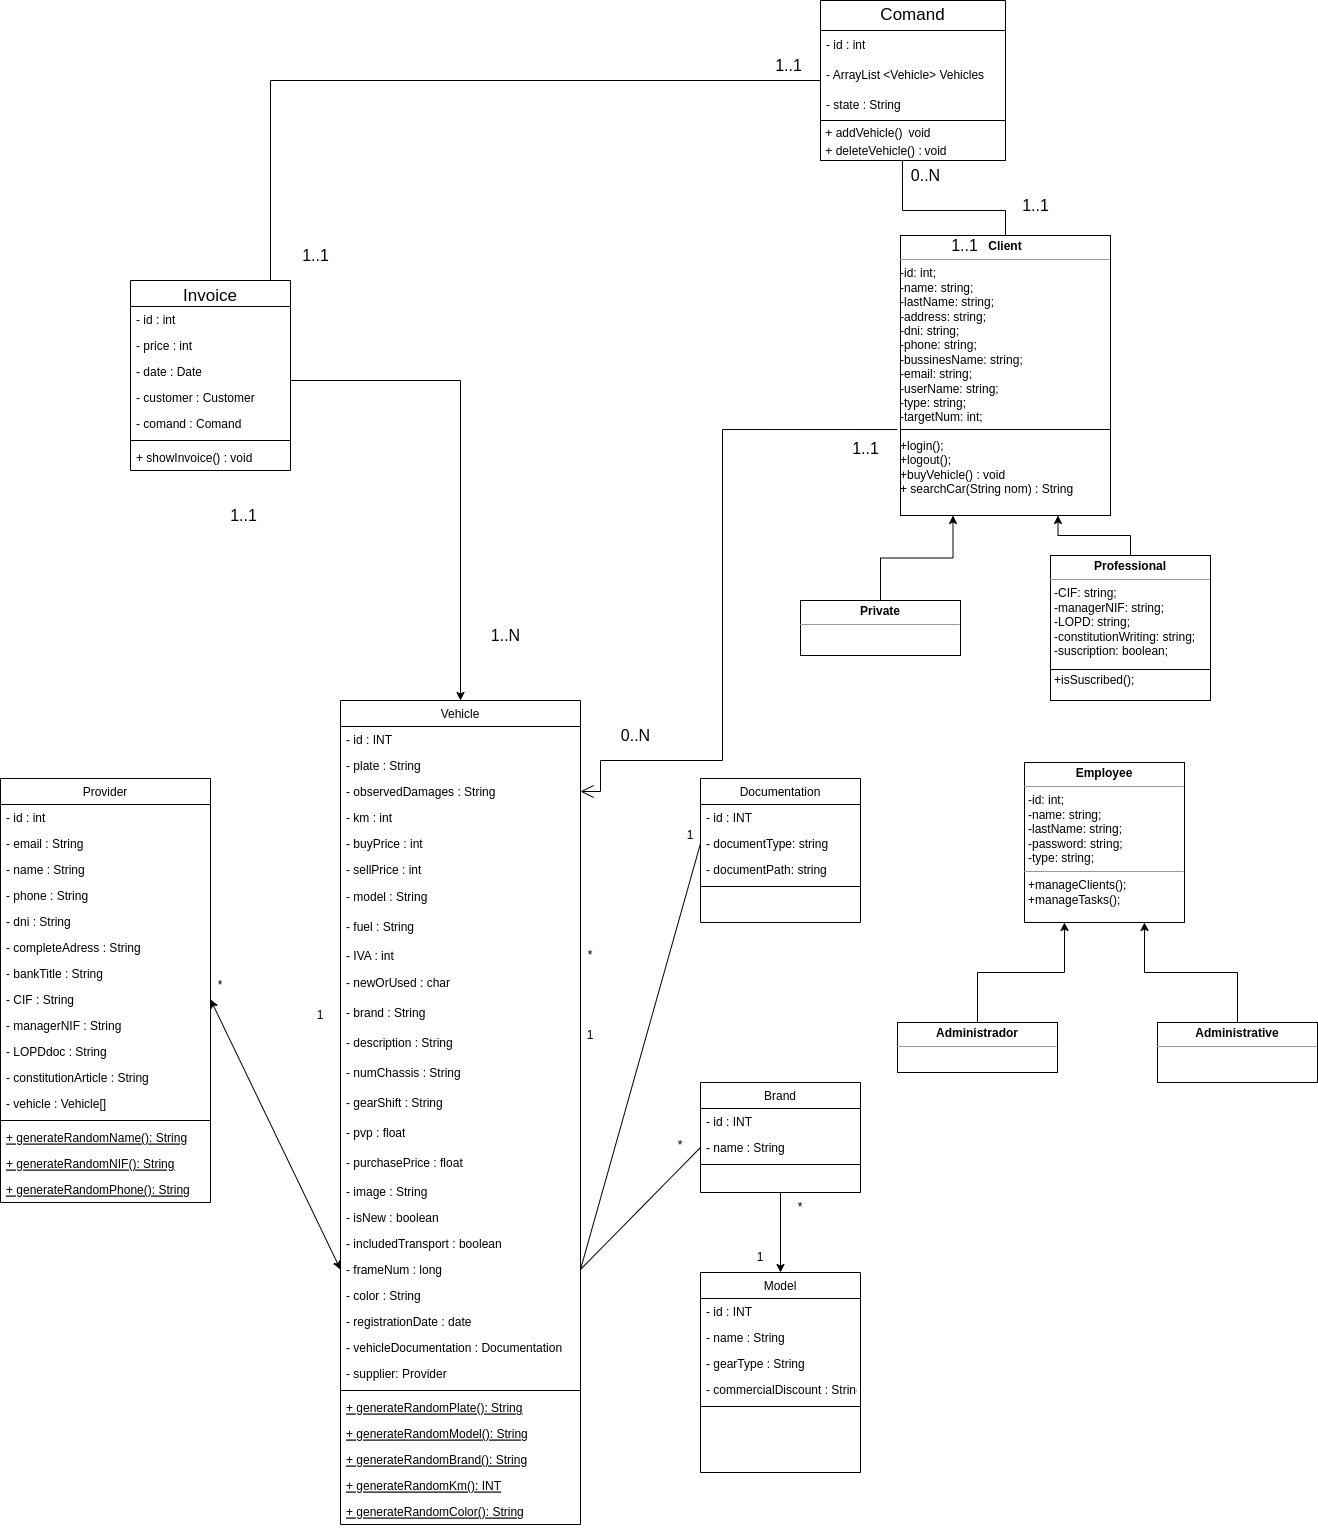 Comand
- id : int
- ArrayList <Vehicle> Vehicles
- state : String
+ addVehicle()  void
+ deleteVehicle() : void
1..1
0..N
1..1
1..1
1..1 Client
-id: int;
-name: string;
-lastName: string;
-address: string;
-dni: string;
-phone: string;
-bussinesName: string;
-email: string;
-userName: string;
-type: string;
-targetNum: int;
+login();
+logout();
+buyVehicle() : void
+ searchCar(String nom) : String
1..1
Invoice
- id : int
- price : int
- date : Date
- customer : Customer
- comand : Comand
+ showInvoice() : void
1..1
1..N
Private
Professional
-CIF: string;
-managerNIF: string;
-LOPD: string;
-constitutionWriting: string;
-suscription: boolean;
+isSuscribed();
0..N
Provider
- id : int
- email : String
- name : String
- phone : String
- dni : String
- completeAdress : String
- bankTitle : String
- CIF : String
- managerNIF : String
- LOPDdoc : String
- constitutionArticle : String
- vehicle : Vehicle[]
+ generateRandomName(): String
+ generateRandomNIF(): String
+ generateRandomPhone(): String
*
1
Vehicle
- id : INT
- plate : String
- observedDamages : String
- km : int
- buyPrice : int
- sellPrice : int
- model : String
- fuel : String
- IVA : int
- newOrUsed : char
- brand : String
- description : String
- numChassis : String
- gearShift : String
- pvp : float
- purchasePrice : float
- image : String
- isNew : boolean
- includedTransport : boolean
- frameNum : long
- color : String
- registrationDate : date
- vehicleDocumentation : Documentation
- supplier: Provider
+ generateRandomPlate(): String
+ generateRandomModel(): String
+ generateRandomBrand(): String
+ generateRandomKm(): INT
+ generateRandomColor(): String
*
1
1
Documentation
- id : INT
- documentType: string
- documentPath: string
*
Brand
- id : INT
- name : String
*
1
Model
- id : INT
- name : String
- gearType : String
- commercialDiscount : Strin
Employee
-id: int;
-name: string;
-lastName: string;
-password: string;
-type: string;
+manageClients();
+manageTasks();
Administrador
Administrative